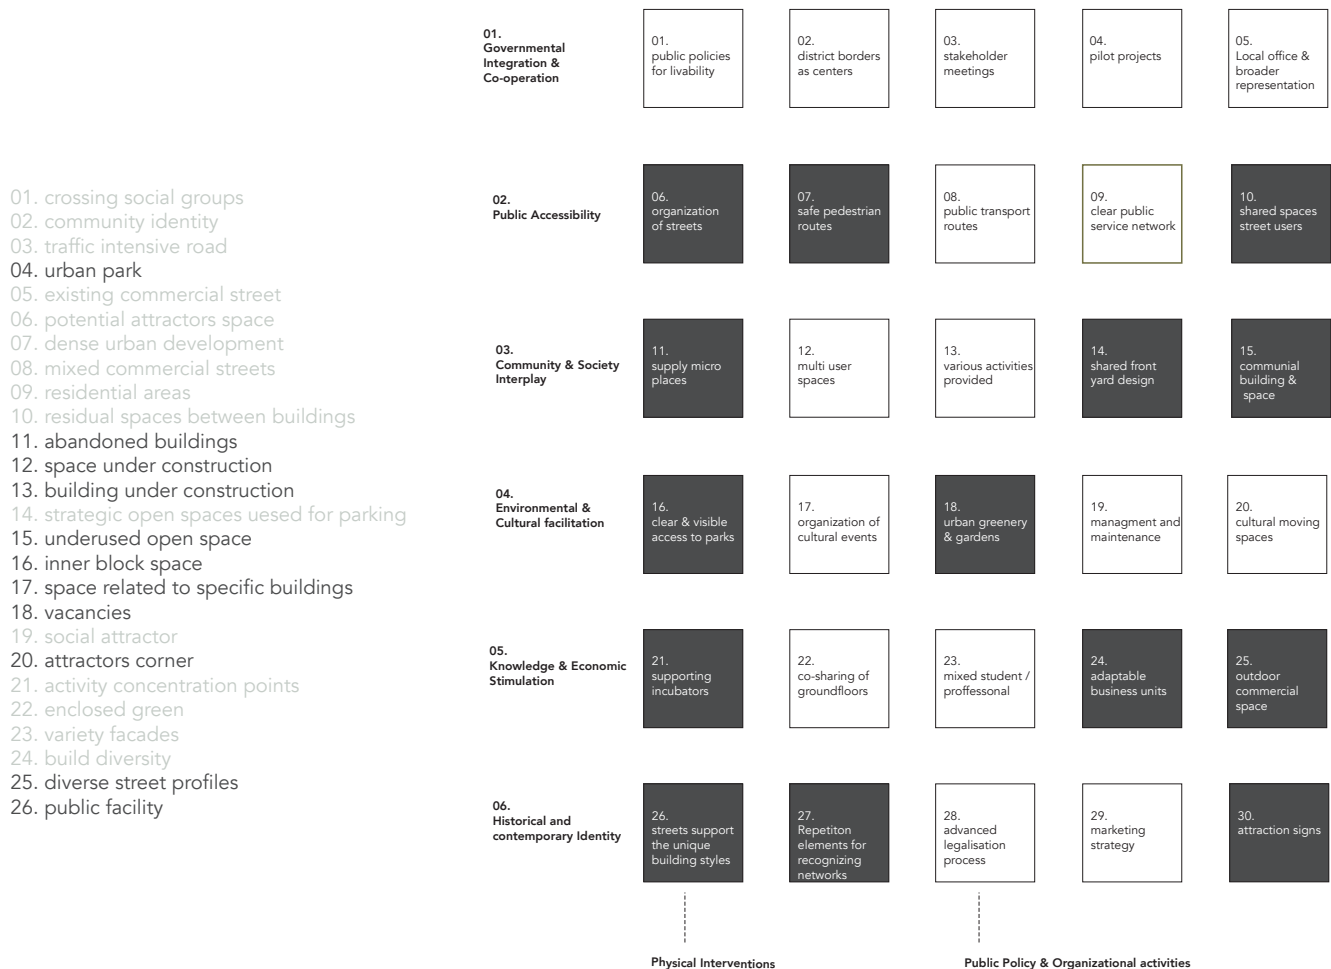 01. crossing social groups
02. community identity
03. traffic intensive road
04. urban park
05. existing commercial street
06. potential attractors space
07. dense urban development
08. mixed commercial streets
09. residential areas
10. residual spaces between buildings
11. abandoned buildings
12. space under construction
13. building under construction
14. strategic open spaces uesed for parking
15. underused open space
16. inner block space
17. space related to specific buildings
18. vacancies
19. social attractor
20. attractors corner
21. activity concentration points
22. enclosed green
23. variety facades
24. build diversity
25. diverse street profiles
26. public facility
01.
Governmental
Integration &
Co-operation
01.
public policies
for livability
02.
district borders
as centers
03.
stakeholder
meetings
04.
pilot projects
05.
Local office &
broader
representation
02.
Public Accessibility
06.
organization
of streets
07.
safe pedestrian
routes
08.
public transport
routes
09.
clear public
service network
10.
shared spaces
street users
03.
Community & Society
Interplay
11.
supply micro
places
12.
multi user
spaces
13.
various activities
provided
14.
shared front
yard design
15.
communial
building &
space
04.
Environmental &
Cultural facilitation
16.
clear & visible
access to parks
17.
organization of
cultural events
18.
urban greenery
& gardens
19.
managment and
maintenance
20.
cultural moving
spaces
05.
Knowledge & Economic
Stimulation
21.
supporting
incubators
22.
co-sharing of
groundfloors
23.
mixed student /
proffessonal
24.
adaptable
business units
25.
outdoor
commercial
space
06.
Historical and
contemporary Identity
26.
streets support
the unique
building styles
27.
Repetiton
elements for
recognizing
networks
28.
advanced
legalisation
process
29.
marketing
strategy
30.
attraction signs
Physical Interventions
Public Policy & Organizational activities